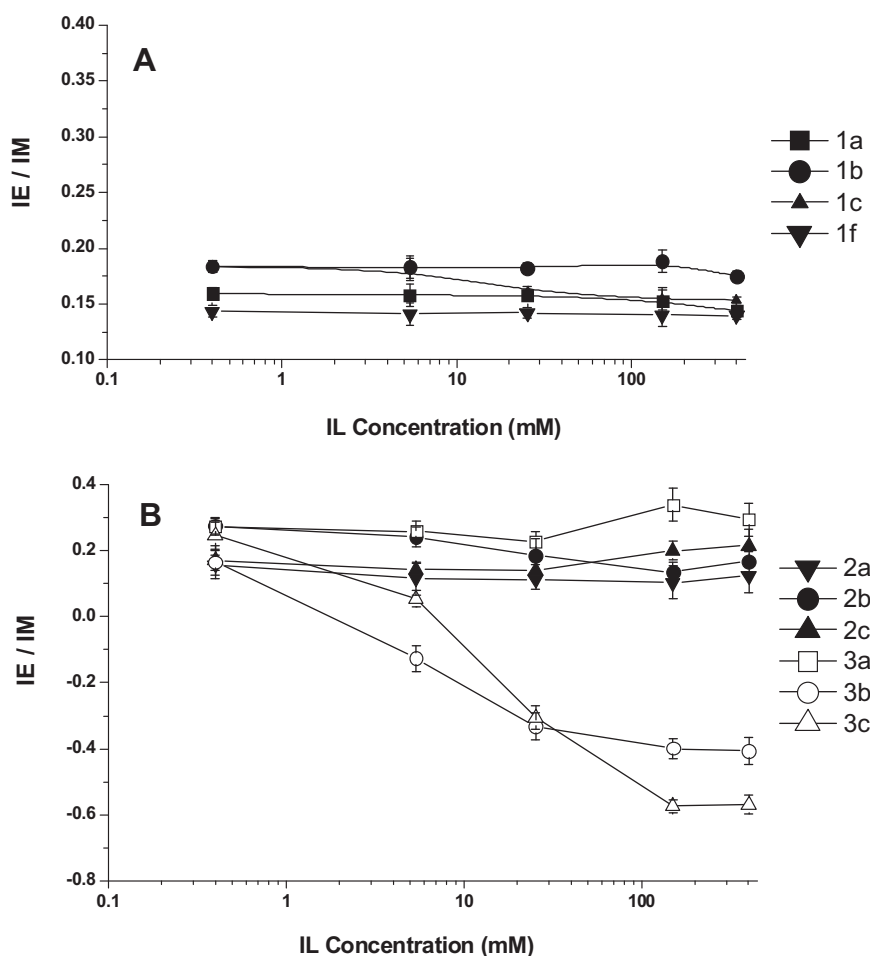 A
0.40
0.35
0.30
0.25
0.20
0.15
0.10
IE / IM
0.1
1
10
100
IL Concentration (mM)
1a
1b
1c
1f
B
0.4
0.2
0.0
-0.2
-0.4
-0.6
-0.8
IE / IM
0.1
1
10
100
IL Concentration (mM)
2a
2b
2c
3a
3b
3c